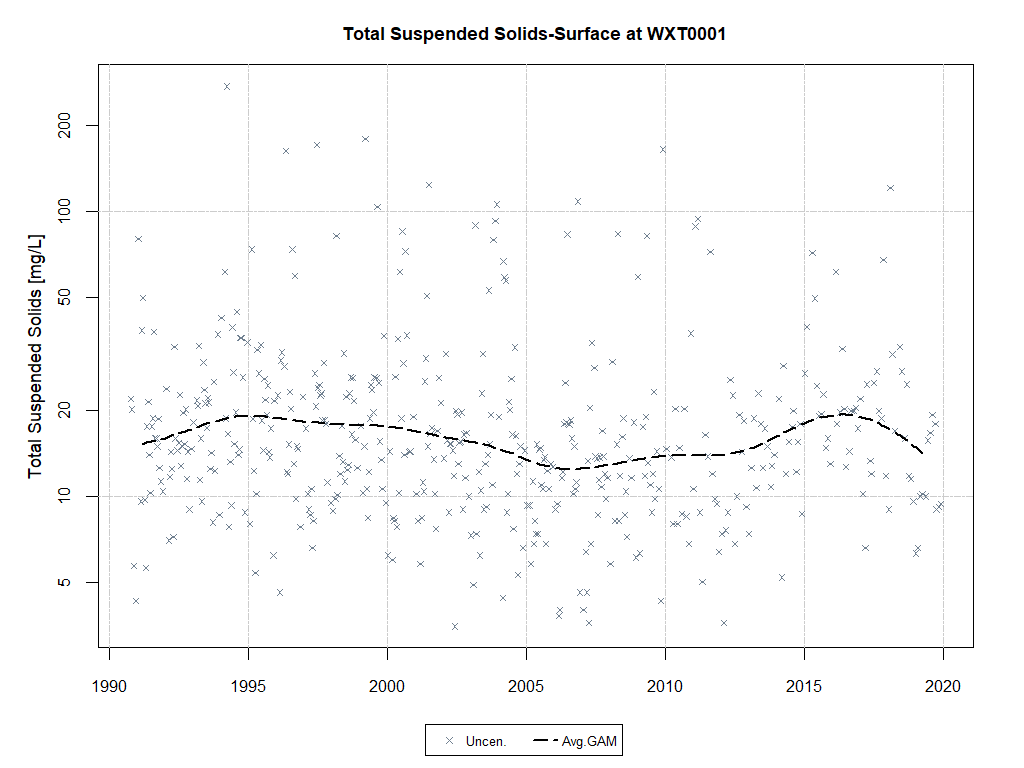 Total Suspended Solids-Surface at WXT0001
Total Suspended Solids [mg/L]
200
100
50
20
10
5
1990 1995 2000 2005 2010 2015 2020
Uncen. Avg.GAM